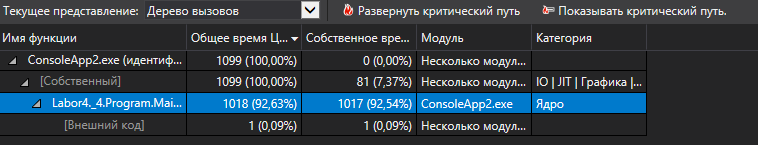 Текущее представление: Дерево вызовов Развернуть критический путь Показывать критический путь.
Имя функции Общее время Ц... Собственное вре... Модуль Категория
ConsoleApp2.exe (идентиф... 1099 (100,00%) 0 (0,00%) Несколько модул...
[Собственный] 1099 (100,00%) 81 (7,37%) Несколько модул... IO | JIT | Графика |...
Labor4._4.Program.Mai... 1018 (92,63%) 1017 (92,54%) ConsoleApp2.exe Ядро
[Внешний код] 1 (0,09%) 1 (0,09%) Несколько модул...